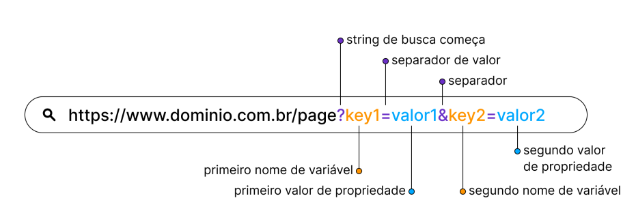 string de busca começa
separador de valor
separador
https://www.dominio.com.br/page?key1=valor1&key2=valor2
segundo valor
de propriedade
primeiro nome de variável
primeiro valor de propriedade
segundo nome de variável